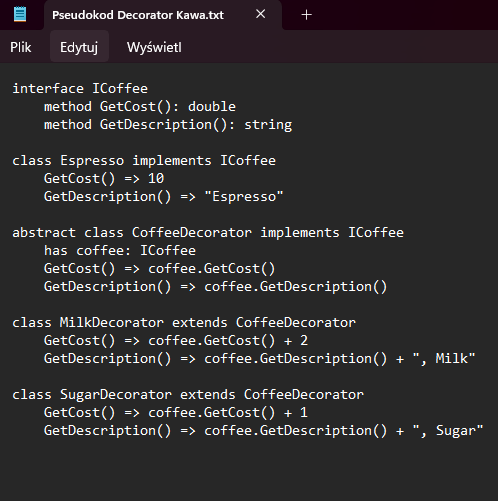 Pseudokod Decorator Kawa.txt
Plik Edytuj Wyświetl
interface ICoffee
    method GetCost(): double
    method GetDescription(): string
class Espresso implements ICoffee
    GetCost() => 10
    GetDescription() => "Espresso"
abstract class CoffeeDecorator implements ICoffee
    has coffee: ICoffee
    GetCost() => coffee.GetCost()
    GetDescription() => coffee.GetDescription()
class MilkDecorator extends CoffeeDecorator
    GetCost() => coffee.GetCost() + 2
    GetDescription() => coffee.GetDescription() + ", Milk"
class SugarDecorator extends CoffeeDecorator
    GetCost() => coffee.GetCost() + 1
    GetDescription() => coffee.GetDescription() + ", Sugar"